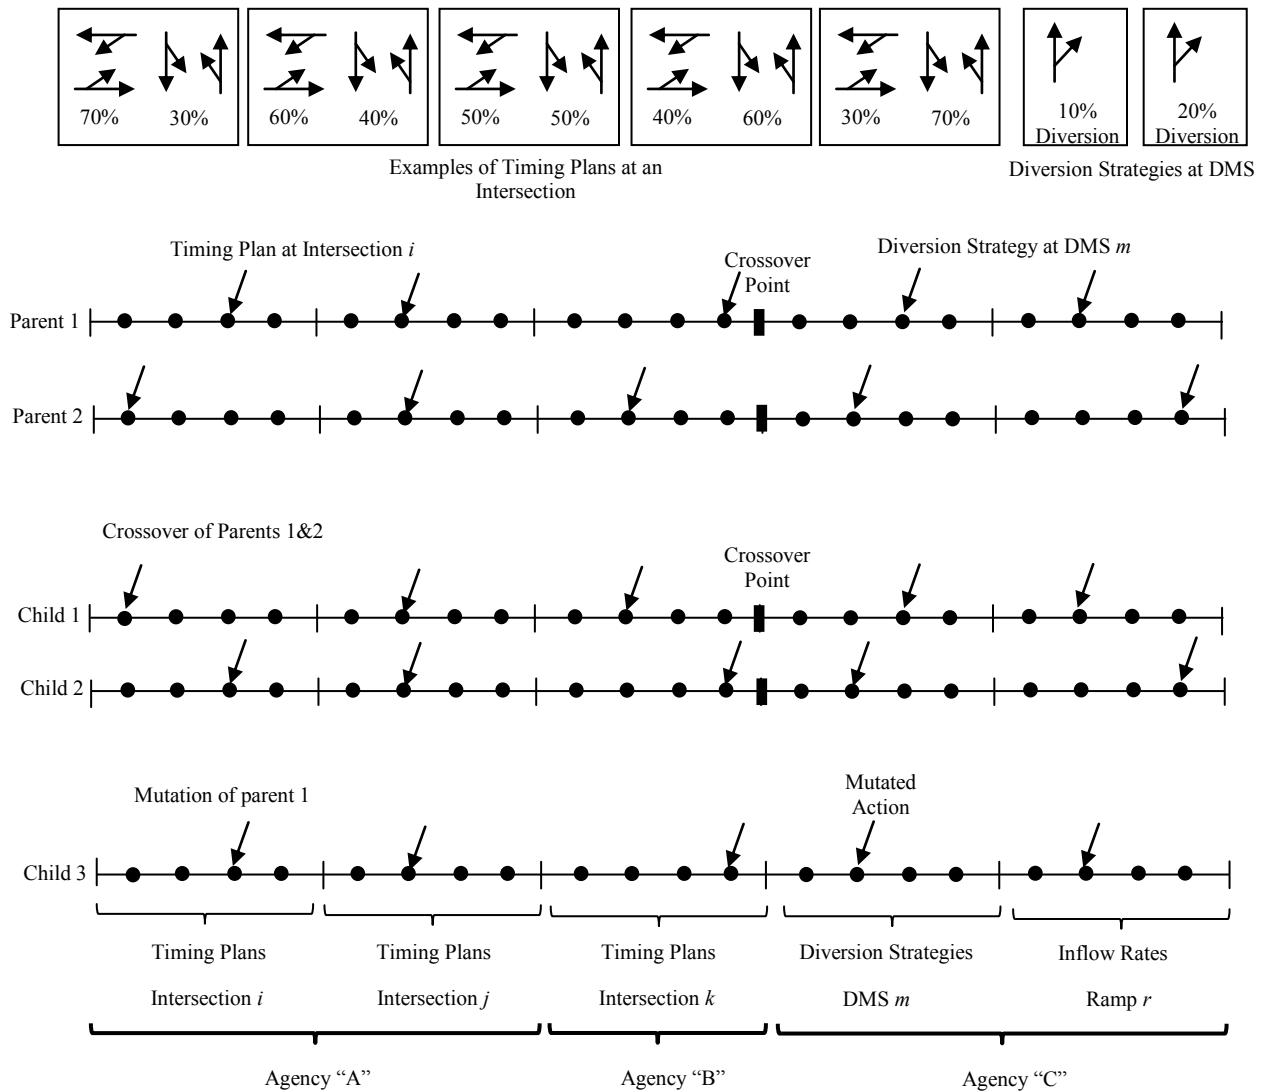 70% 30% 60% 40% 50% 50% 40% 60% 30% 70% 10% 20%
Diversion Diversion
Examples of Timing Plans at an
Intersection
Diversion Strategies at DMS
Timing Plan at Intersection i
Crossover
Point
Diversion Strategy at DMS m
Parent 1
Parent 2
Crossover of Parents 1&2
Crossover
Point
Child 1
Child 2
Mutation of parent 1
Mutated
Action
Child 3
Timing Plans Timing Plans Timing Plans Diversion Strategies Inflow Rates
Intersection i Intersection j Intersection k DMS m Ramp r
Agency “A” Agency “B” Agency “C”